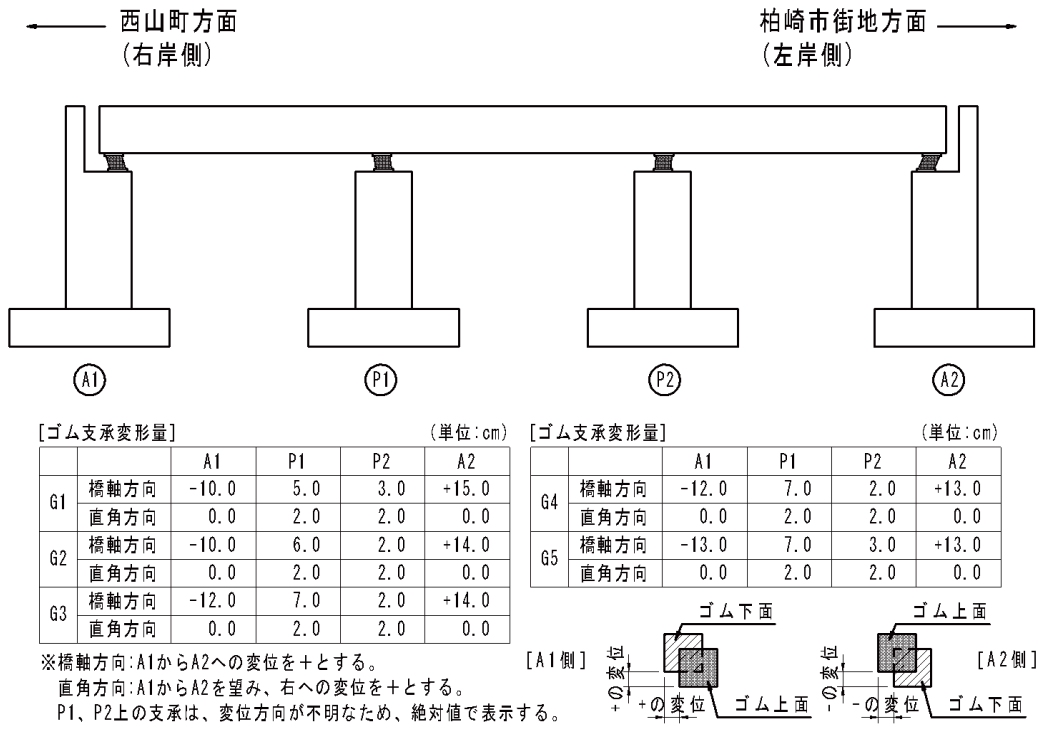 西山町方面
(右岸側)
柏崎市街地方面
(左岸側)
A1
P1
P2
A2
[ゴム支承変形量]
(単位:cm)
A1 P1 P2 A2
G1 橋軸方向 -10.0 5.0 3.0 +15.0
直角方向 0.0 2.0 2.0 0.0
G2 橋軸方向 -10.0 6.0 2.0 +14.0
直角方向 0.0 2.0 2.0 0.0
G3 橋軸方向 -12.0 7.0 2.0 +14.0
直角方向 0.0 2.0 2.0 0.0
※橋軸方向:A1からA2への変位を+とする。
直角方向:A1からA2を望み、右への変位を+とする。
P1、P2上の支承は、変位方向が不明なため、絶対値で表示する。
[ゴム支承変形量]
(単位:cm)
A1 P1 P2 A2
G4 橋軸方向 -12.0 7.0 2.0 +13.0
直角方向 0.0 2.0 2.0 0.0
G5 橋軸方向 -13.0 7.0 3.0 +13.0
直角方向 0.0 2.0 2.0 0.0
[A1側]
ゴム下面
+の変位
+の変位
ゴム上面
ゴム上面
[A2側]
-の変位
-の変位
ゴム下面